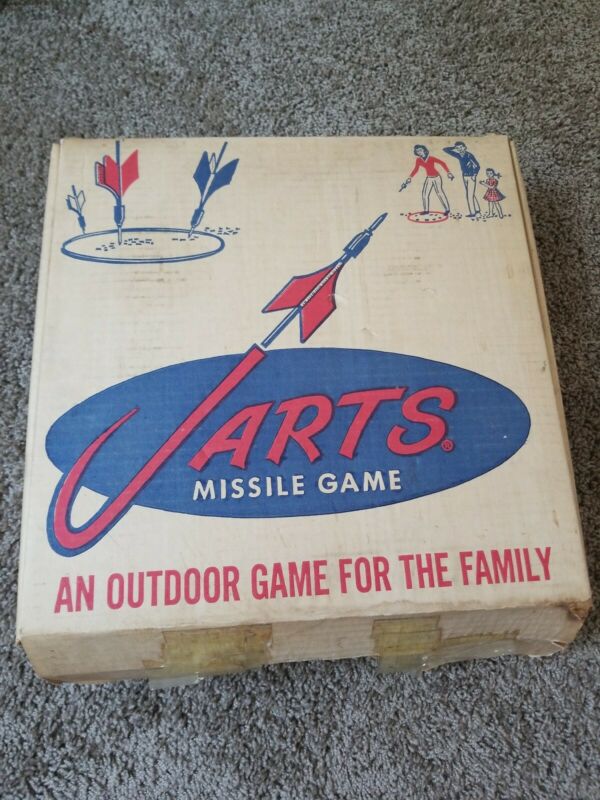 JARTS®
MISSILE GAME
AN OUTDOOR GAME FOR THE FAMILY